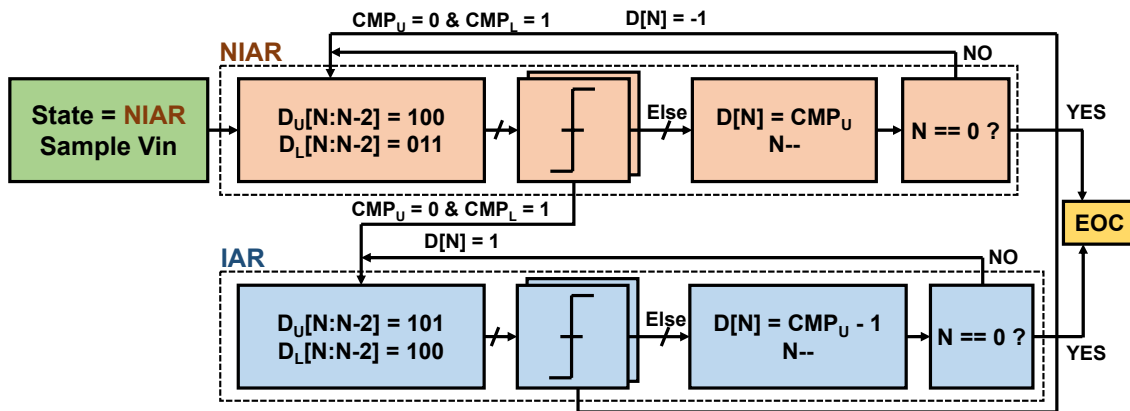 CMP_U = 0 & CMP_L = 1
D[N] = -1
NIAR
NO
State = NIAR
Sample Vin
D_U[N:N-2] = 100
D_L[N:N-2] = 011
Else
D[N] = CMP_U
N--
N == 0 ?
YES
CMP_U = 0 & CMP_L = 1
D[N] = 1
EOC
IAR
NO
D_U[N:N-2] = 101
D_L[N:N-2] = 100
Else
D[N] = CMP_U - 1
N--
N == 0 ?
YES